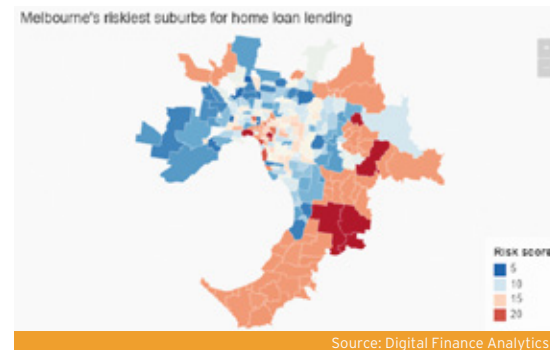 Melbourne's riskiest suburbs for home loan lending
Risk score
5
10
15
20
Source: Digital Finance Analytics